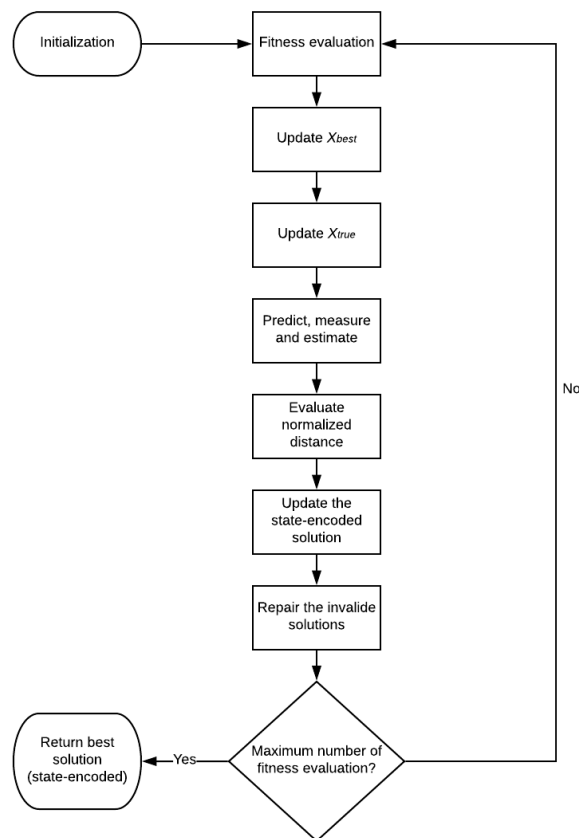 Initialization
Fitness evaluation
Update Xbest
Update Xtrue
Predict, measure
and estimate
Evaluate
normalized
distance
Update the
state-encoded
solution
Repair the invalide
solutions
Maximum number of
fitness evaluation?
No
Yes
Return best
solution
(state-encoded)